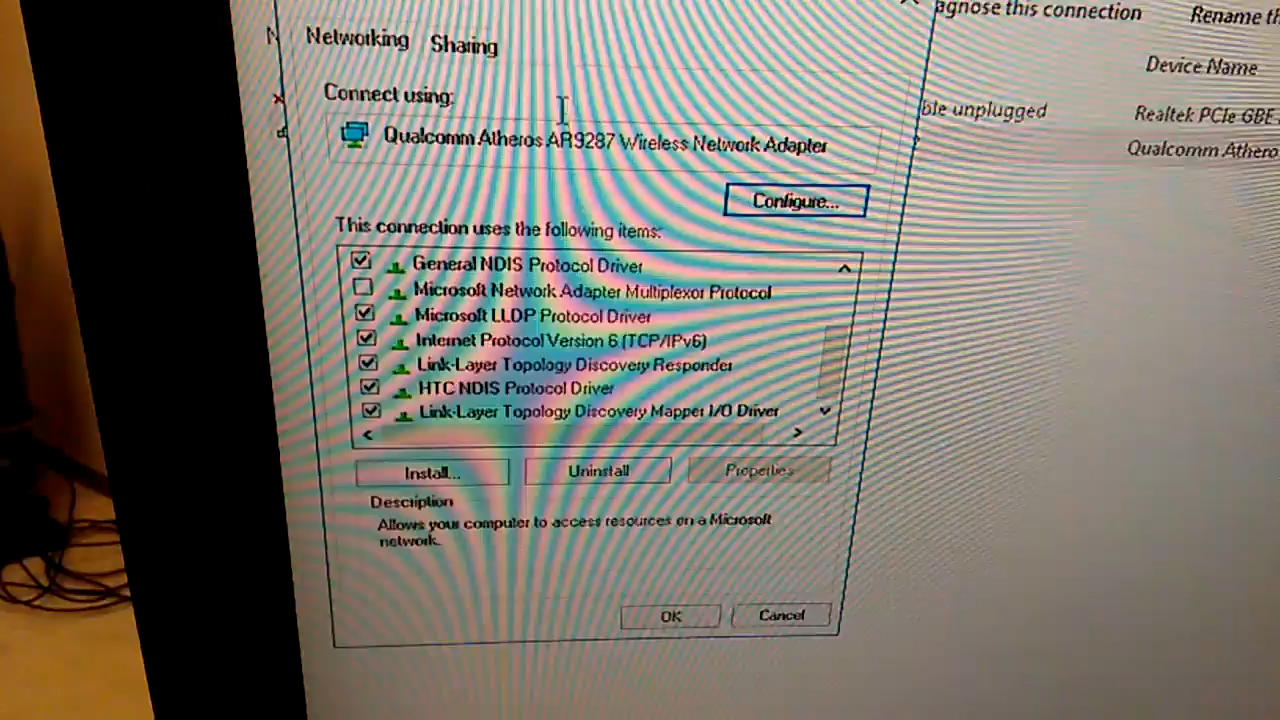 agnose this connection Rename th
Networking Sharing
Device Name
Connect using:
ble unplugged Realtek PCIe GBE
Qualcomm Atheros AR9287 Wireless Network Adapter
Qualcomm Athero
Configure...
This connection uses the following items:
General NDIS Protocol Driver
Microsoft Network Adapter Multiplexor Protocol
Microsoft LLDP Protocol Driver
Internet Protocol Version 6 (TCP/IPv6)
Link-Layer Topology Discovery Responder
HTC NDIS Protocol Driver
Link-Layer Topology Discovery Mapper I/O Driver
Install... Uninstall Properties
Description
Allows your computer to access resources on a Microsoft
network.
OK Cancel